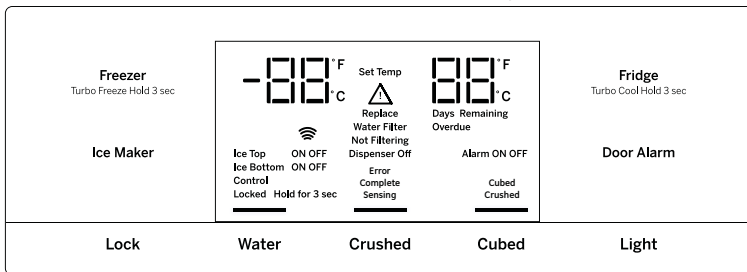 Freezer
Turbo Freeze Hold 3 sec
Ice Maker
-88°F
°C
Set Temp
88°F
°C
Replace
Water Filter
Not Filtering
Dispenser Off
Days Remaining
Overdue
Ice Top ON OFF
Ice Bottom ON OFF
Control
Locked Hold for 3 sec
Error
Complete
Sensing
Alarm ON OFF
Cubed
Crushed
Fridge
Turbo Cool Hold 3 sec
Door Alarm
Lock
Water
Crushed
Cubed
Light